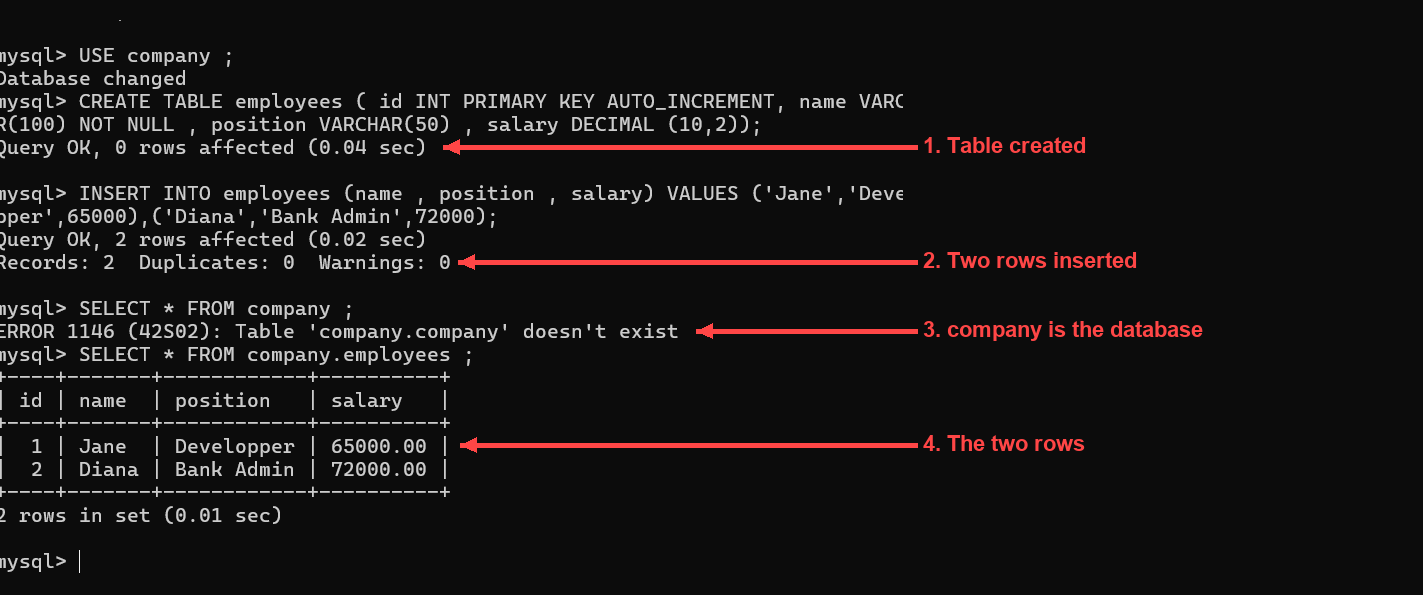 mysql> USE company ;
Database changed
mysql> CREATE TABLE employees ( id INT PRIMARY KEY AUTO_INCREMENT, name VARC
R(100) NOT NULL , position VARCHAR(50) , salary DECIMAL (10,2));
Query OK, 0 rows affected (0.04 sec)
1. Table created
mysql> INSERT INTO employees (name , position , salary) VALUES ('Jane','Deve
pper',65000),('Diana','Bank Admin',72000);
Query OK, 2 rows affected (0.02 sec)
Records: 2  Duplicates: 0  Warnings: 0
2. Two rows inserted
mysql> SELECT * FROM company ;
ERROR 1146 (42S02): Table 'company.company' doesn't exist
3. company is the database
mysql> SELECT * FROM company.employees ;
+----+-------+------------+----------+
| id | name  | position   | salary   |
+----+-------+------------+----------+
|  1 | Jane  | Developper | 65000.00 |
4. The two rows
|  2 | Diana | Bank Admin | 72000.00 |
+----+-------+------------+----------+
2 rows in set (0.01 sec)
mysql>